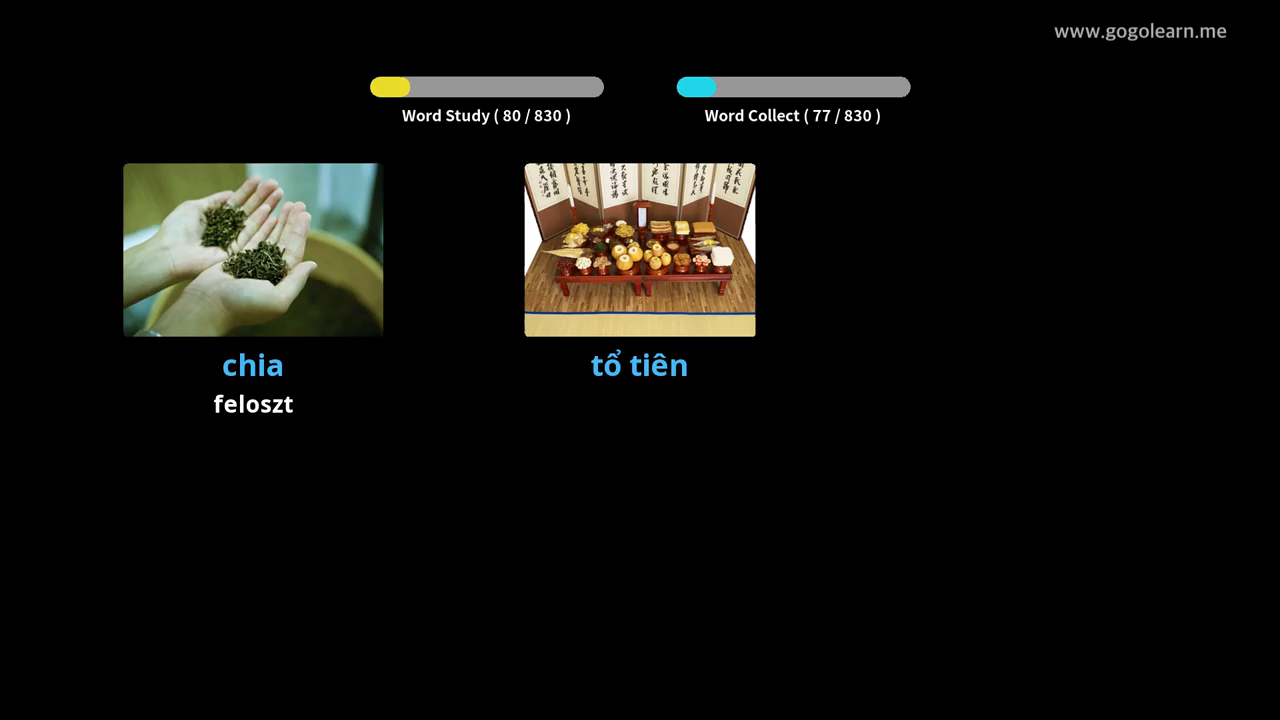 www.gogolearn.me
Word Study ( 80 / 830 )
Word Collect ( 77 / 830 )
chia
tổ tiên
feloszt